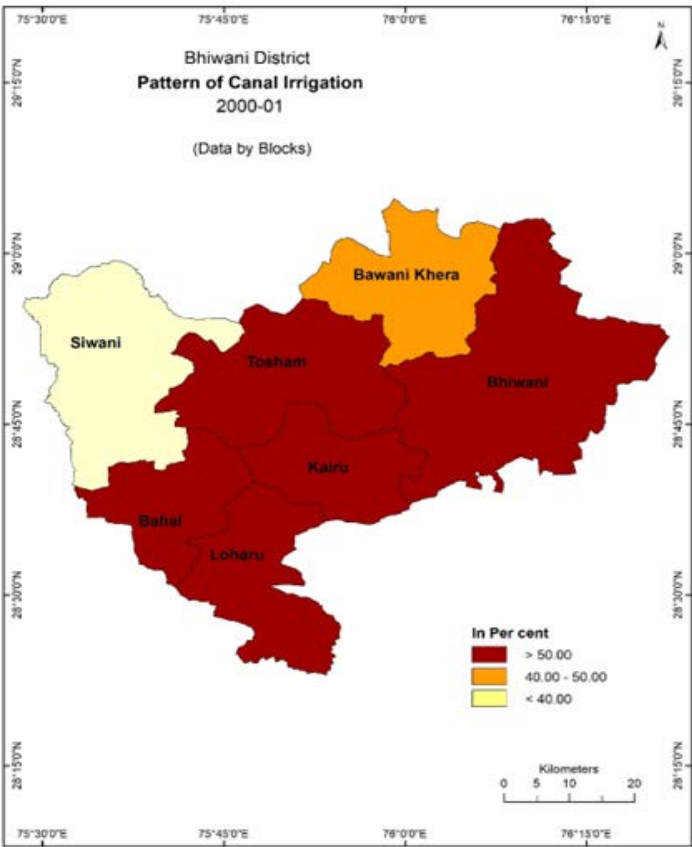 75°30'0"E 75°45'0"E 76°0'0"E 76°15'0"E
N
Bhiwani District
Pattern of Canal Irrigation
2000-01
(Data by Blocks)
29°15'0"N 29°15'0"N
29°0'0"N 29°0'0"N
Bawani Khera
Siwani
Tosham
Bhiwani
28°45'0"N 28°45'0"N
Kairu
Bahal
Loharu
28°30'0"N 28°30'0"N
In Per cent
> 50.00
40.00 - 50.00
< 40.00
28°15'0"N 28°15'0"N
Kilometers
0 5 10 20
75°30'0"E 75°45'0"E 76°0'0"E 76°15'0"E